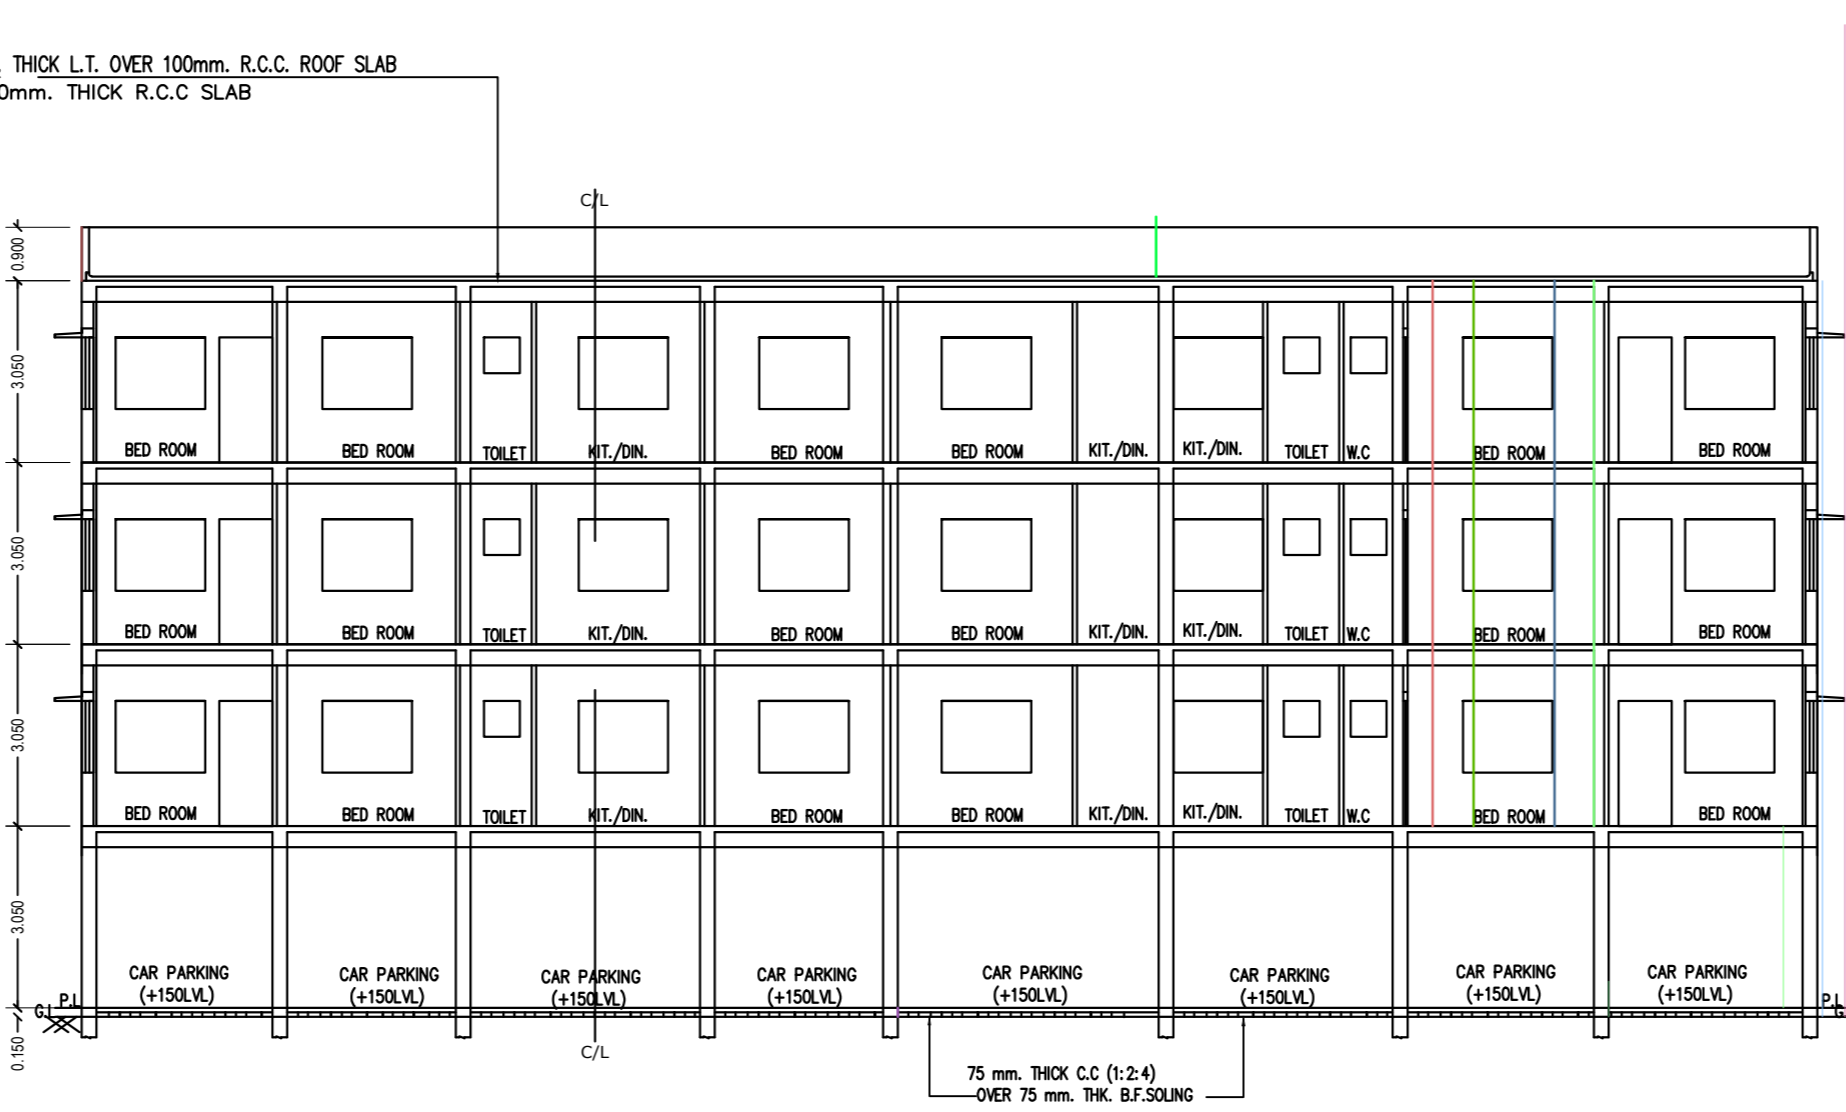 THICK L.T. OVER 100mm. R.C.C. ROOF SLAB
0mm. THICK R.C.C SLAB
C/L
0.900
3.050
BED ROOM BED ROOM TOILET KIT./DIN. BED ROOM BED ROOM KIT./DIN. KIT./DIN. TOILET W.C BED ROOM BED ROOM
3.050
BED ROOM BED ROOM TOILET KIT./DIN. BED ROOM BED ROOM KIT./DIN. KIT./DIN. TOILET W.C BED ROOM BED ROOM
3.050
BED ROOM BED ROOM TOILET KIT./DIN. BED ROOM BED ROOM KIT./DIN. KIT./DIN. TOILET W.C BED ROOM BED ROOM
3.050
CAR PARKING CAR PARKING CAR PARKING CAR PARKING CAR PARKING CAR PARKING CAR PARKING CAR PARKING
(+150LVL) (+150LVL) (+150LVL) (+150LVL) (+150LVL) (+150LVL) (+150LVL) (+150LVL)
P.L P.L
G.L G
0.150
C/L
75 mm. THICK C.C (1:2:4)
OVER 75 mm. THK. B.F.SOLING